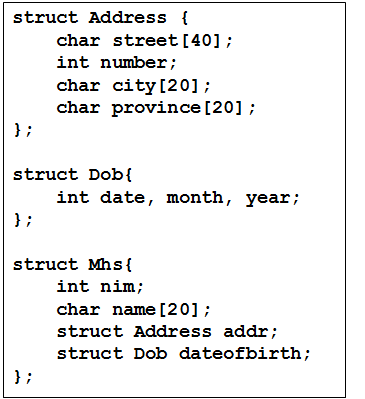 struct Address {
    char street[40];
    int number;
    char city[20];
    char province[20];
};
struct Dob{
    int date, month, year;
};
struct Mhs{
    int nim;
    char name[20];
    struct Address addr;
    struct Dob dateofbirth;
};